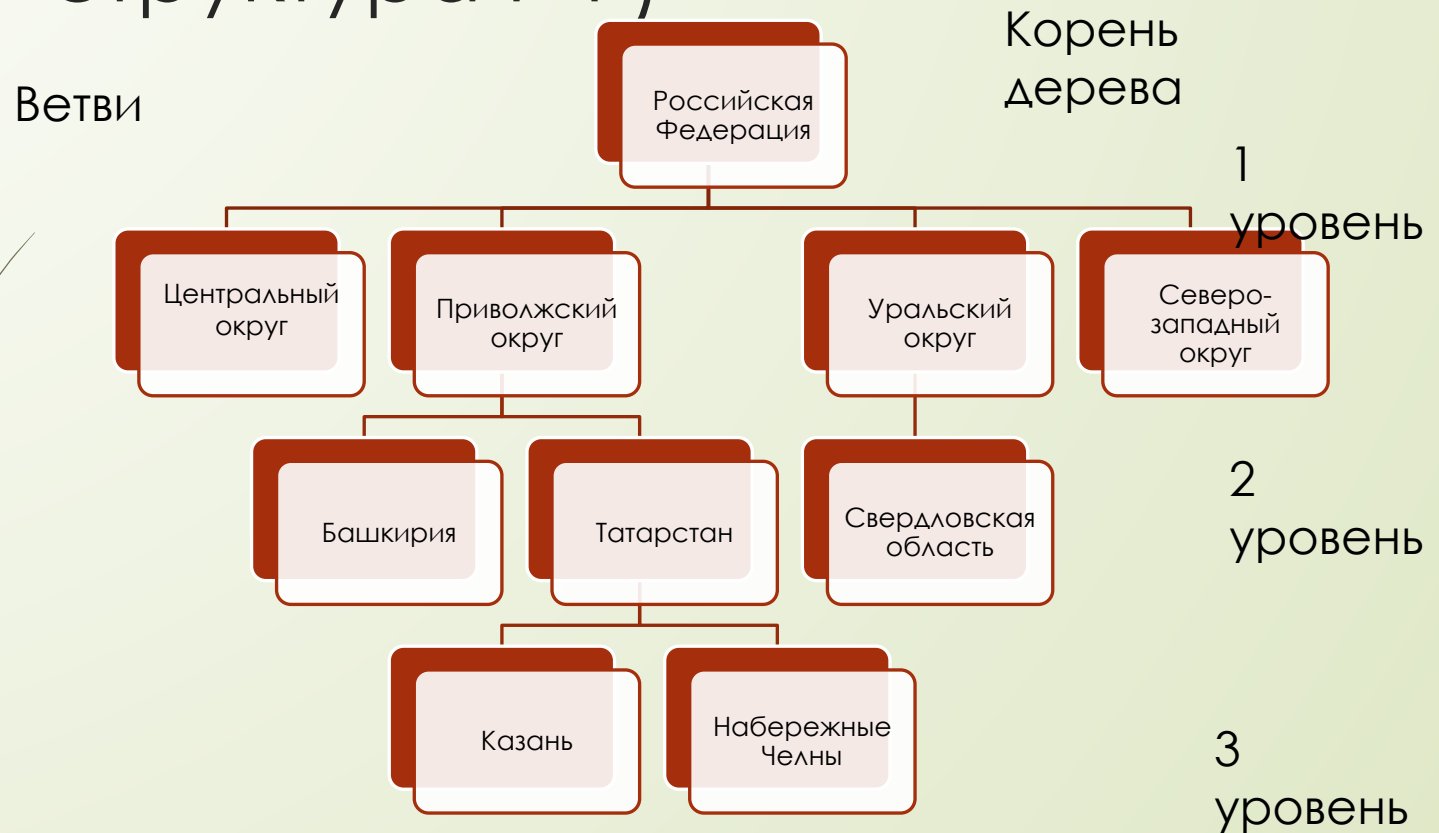 Корень
дерева
Ветви
Российская
Федерация
1
уровень
Центральный
округ
Приволжский
округ
Уральский
округ
Северо-
западный
округ
2
уровень
Башкирия
Татарстан
Свердловская
область
3
уровень
Казань
Набережные
Челны